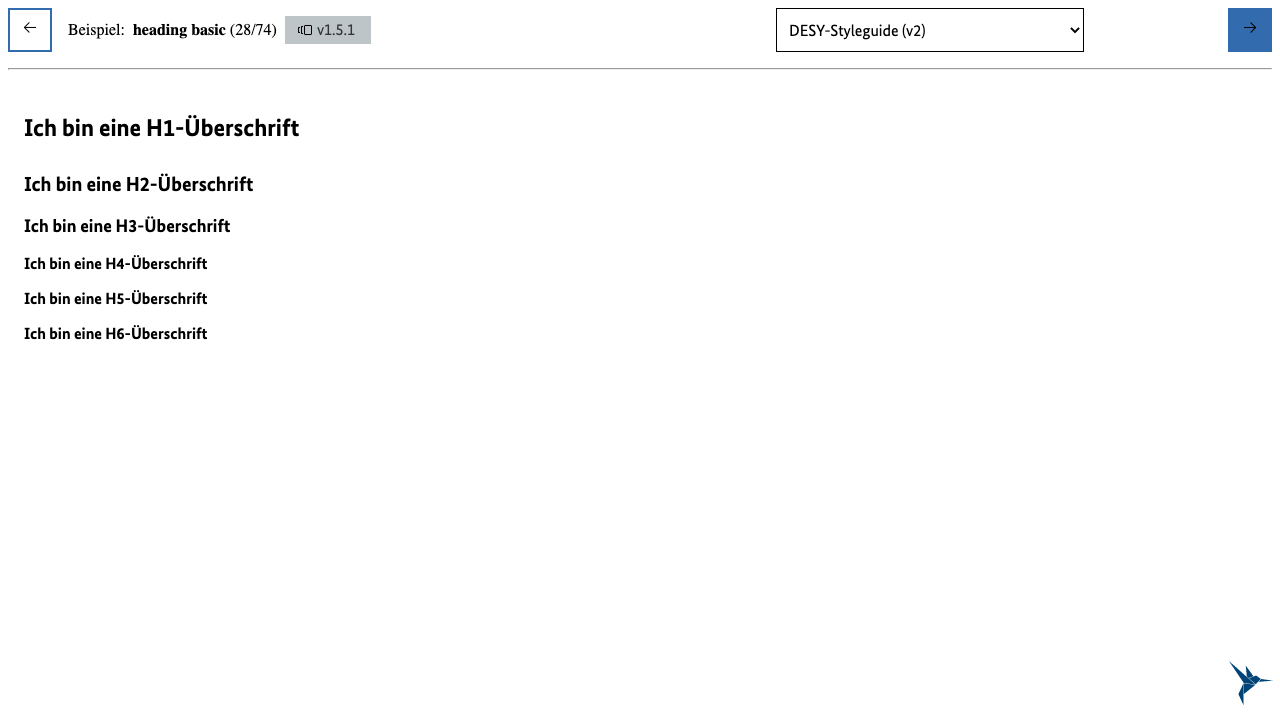 Beispiel: heading basic (28/74) v1.5.1 DESY-Styleguide (v2)
Ich bin eine H1-Überschrift
Ich bin eine H2-Überschrift
Ich bin eine H3-Überschrift
Ich bin eine H4-Überschrift
Ich bin eine H5-Überschrift
Ich bin eine H6-Überschrift